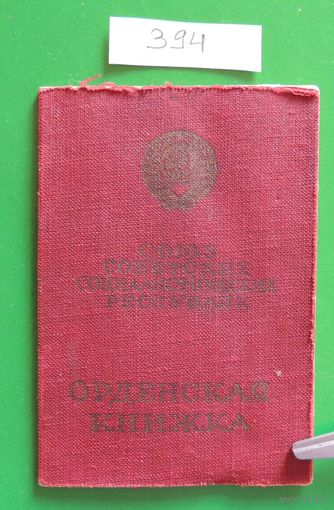 394
СОЮЗ
СОВЕТСКИХ
СОЦИАЛИСТИЧЕСКИХ
РЕСПУБЛИК
ОРДЕНСКАЯ
КНИЖКА